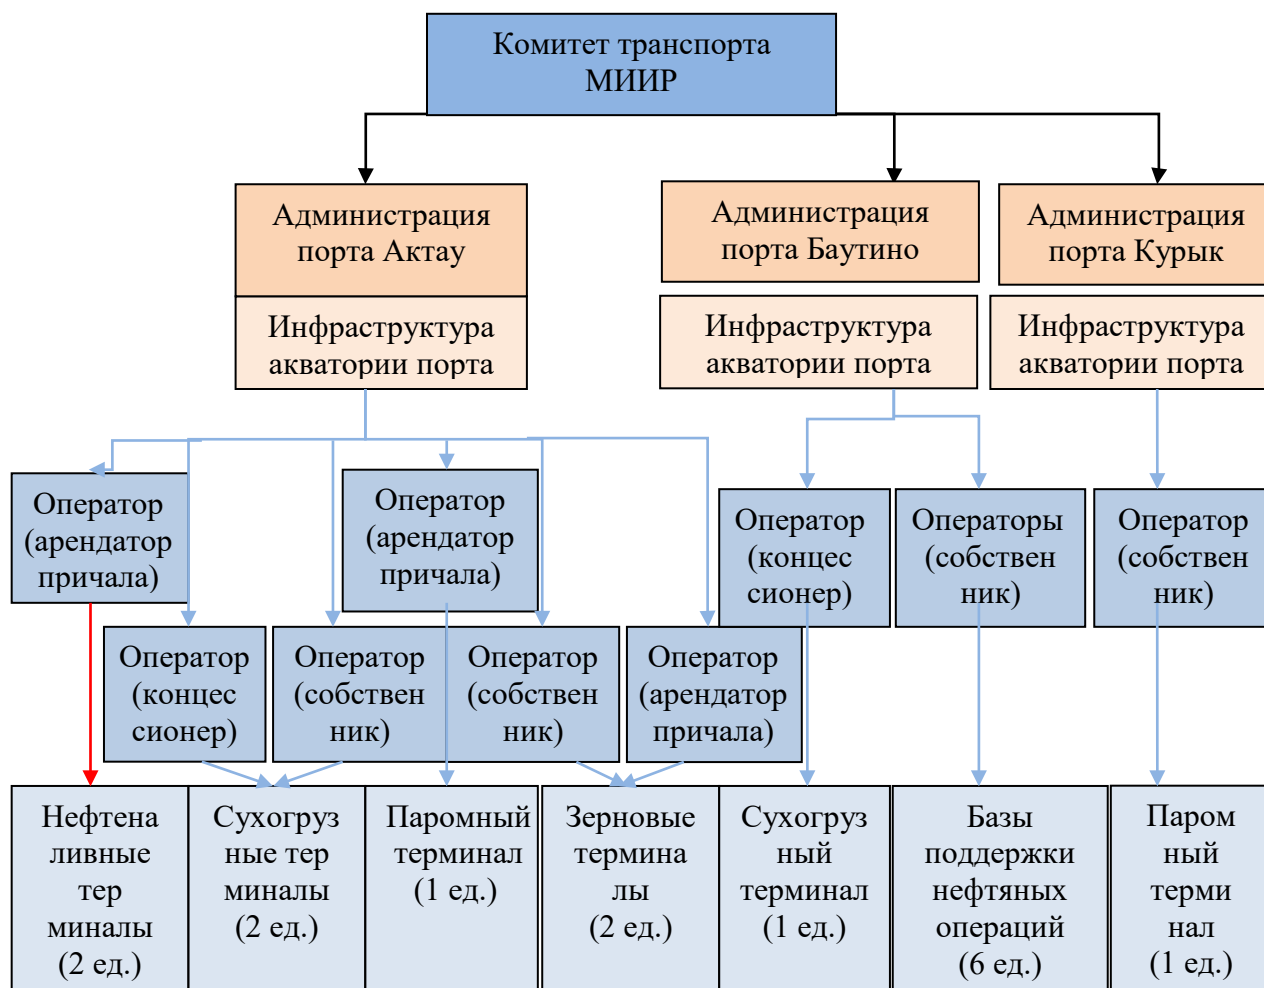 Комитет транспорта
МИИР
Администрация
порта Актау
Администрация
порта Баутино
Администрация
порта Курык
Инфраструктура
акватории порта
Инфраструктура
акватории порта
Инфраструктура
акватории порта
Оператор
(арендатор
причала)
Оператор
(арендатор
причала)
Оператор
(концес
сионер)
Операторы
(собствен
ник)
Оператор
(собствен
ник)
Оператор
(концес
сионер)
Оператор
(собствен
ник)
Оператор
(собствен
ник)
Оператор
(арендатор
причала)
Нефтена
ливные
тер
миналы
(2 ед.)
Сухогруз
ные тер
миналы
(2 ед.)
Паромный
терминал
(1 ед.)
Зерновые
термина
лы
(2 ед.)
Сухогруз
ный
терминал
(1 ед.)
Базы
поддержки
нефтяных
операций
(6 ед.)
Паром
ный
терми
нал
(1 ед.)